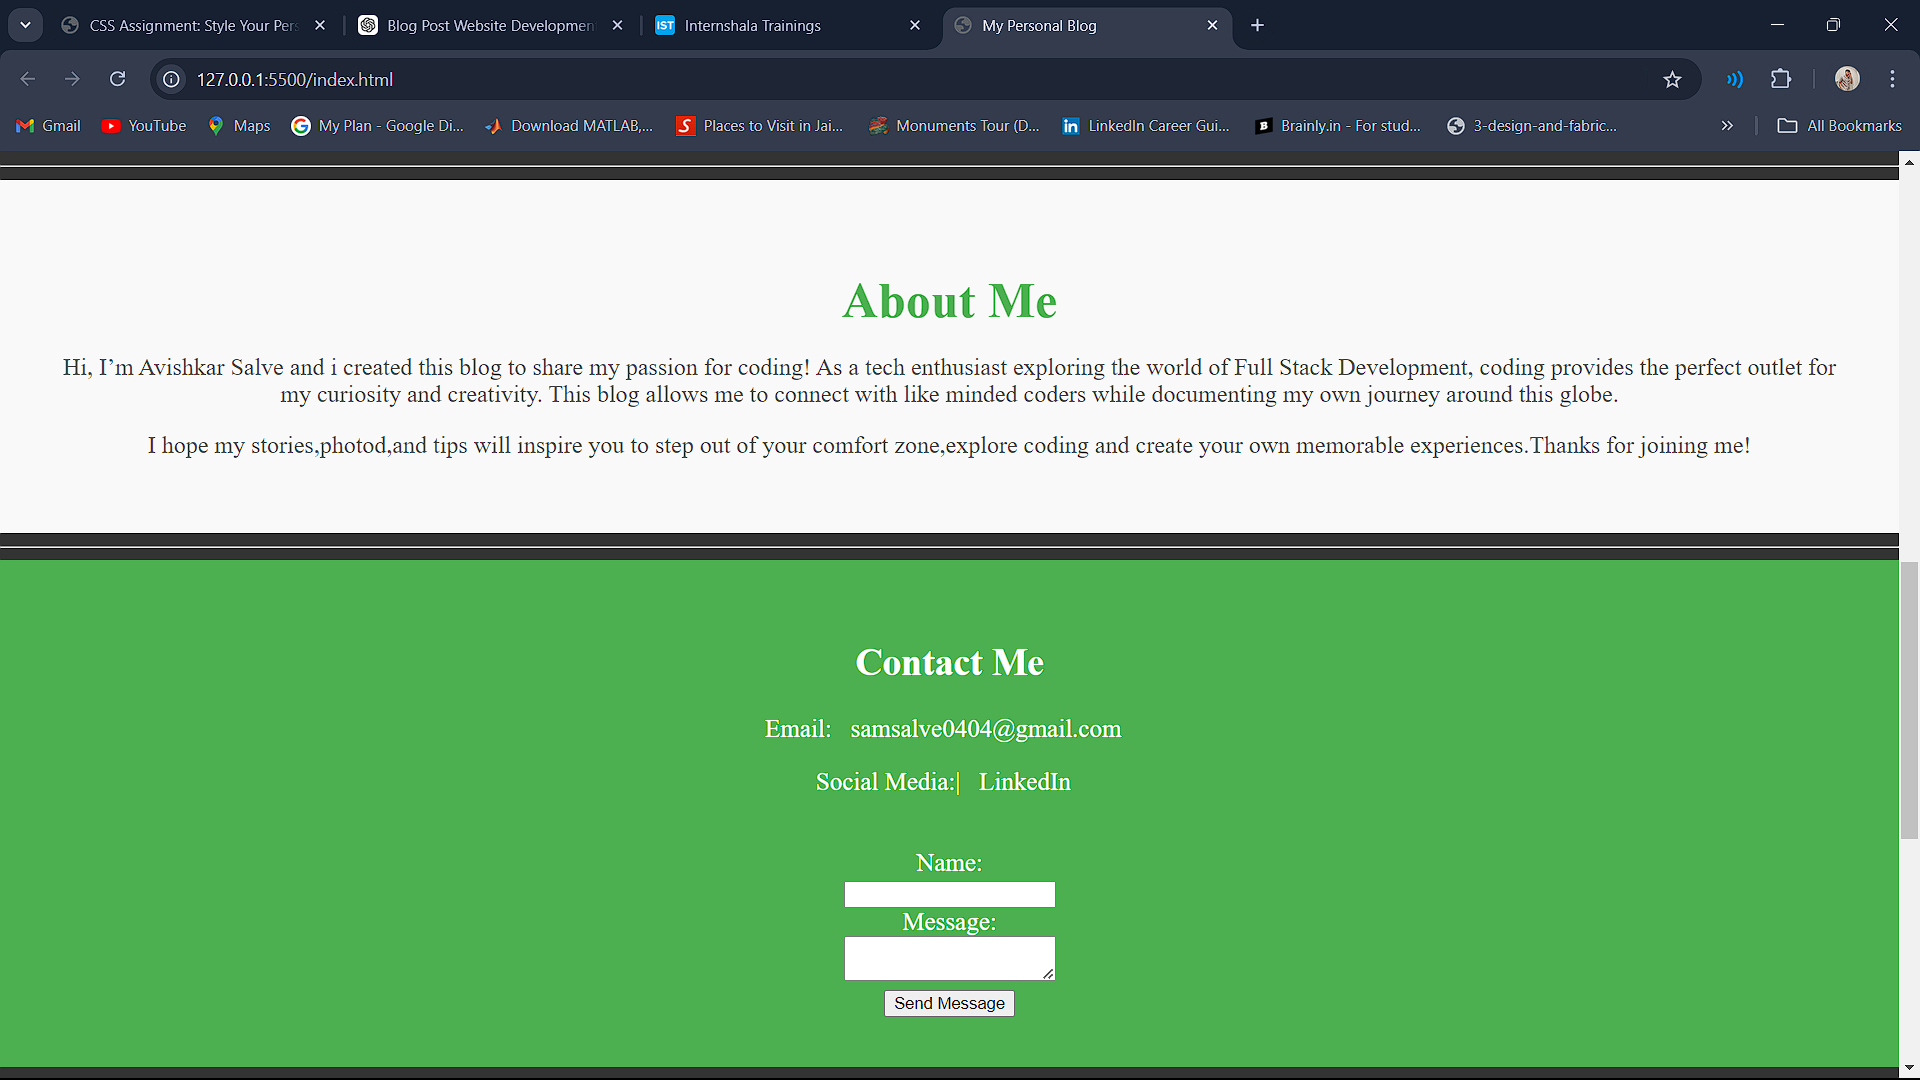 CSS Assignment: Style Your Pers
Blog Post Website Developmen
IST Internshala Trainings
My Personal Blog
127.0.0.1:5500/index.html
Gmail YouTube Maps My Plan - Google Di... Download MATLAB,... S Places to Visit in Jai... Monuments Tour (D... in LinkedIn Career Gui... B Brainly.in - For stud... 3-design-and-fabric... All Bookmarks
About Me
Hi, I’m Avishkar Salve and i created this blog to share my passion for coding! As a tech enthusiast exploring the world of Full Stack Development, coding provides the perfect outlet for
my curiosity and creativity. This blog allows me to connect with like minded coders while documenting my own journey around this globe.
I hope my stories,photod,and tips will inspire you to step out of your comfort zone,explore coding and create your own memorable experiences.Thanks for joining me!
Contact Me
Email: samsalve0404@gmail.com
Social Media:| LinkedIn
Name:
Message:
Send Message